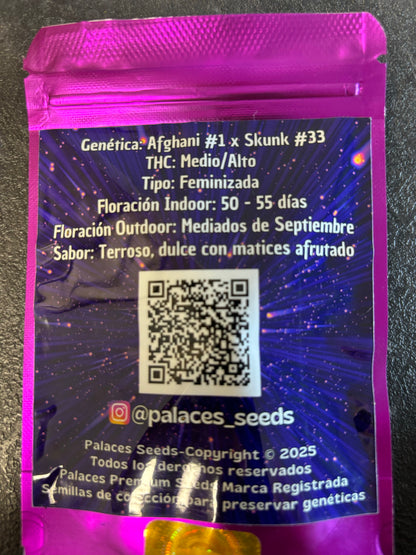 Genética: Afghani #1 x Skunk #33
THC: Medio/Alto
Tipo: Feminizada
Floración Indoor: 50 - 55 días
Floración Outdoor: Mediados de Septiembre
Sabor: Terroso, dulce con matices afrutado
@palaces_seeds
Palaces Seeds-Copyright © 2025
Todos los derechos reservados
Palaces Premium Seeds Marca Registrada
Semillas de colección para preservar genéticas